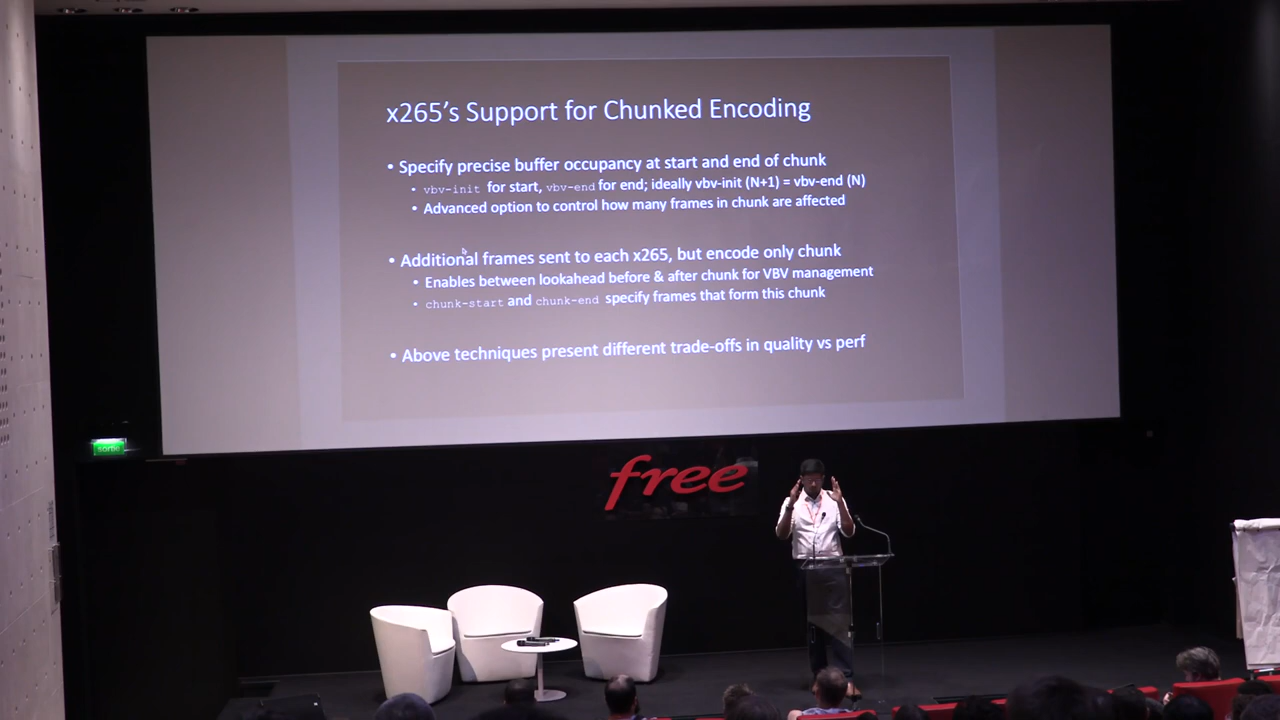 x265's Support for Chunked Encoding
• Specify precise buffer occupancy at start and end of chunk
• vbv-init for start, vbv-end for end; ideally vbv-init (N+1) = vbv-end (N)
• Advanced option to control how many frames in chunk are affected
• Additional frames sent to each x265, but encode only chunk
• Enables between lookahead before & after chunk for VBV management
• chunk-start and chunk-end specify frames that form this chunk
• Above techniques present different trade-offs in quality vs perf
sortie
free